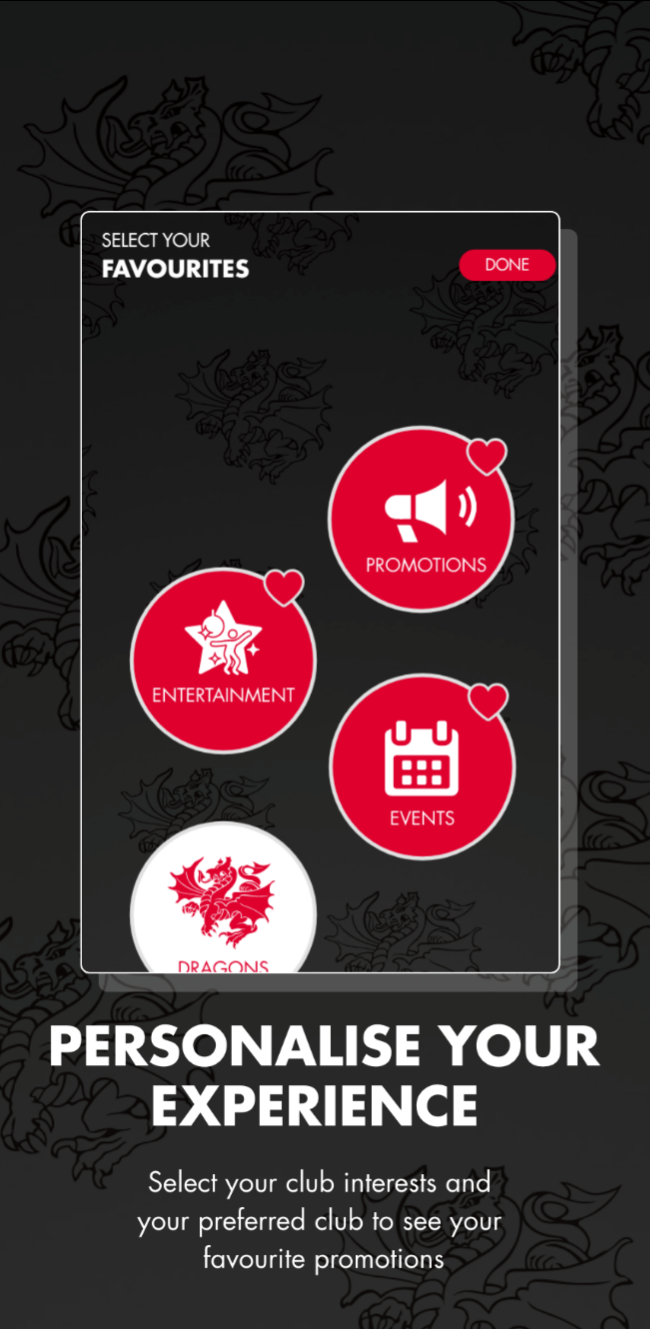 SELECT YOUR
FAVOURITES
DONE
PROMOTIONS
ENTERTAINMENT
EVENTS
DRAGONS
PERSONALISE YOUR
EXPERIENCE
Select your club interests and
your preferred club to see your
favourite promotions